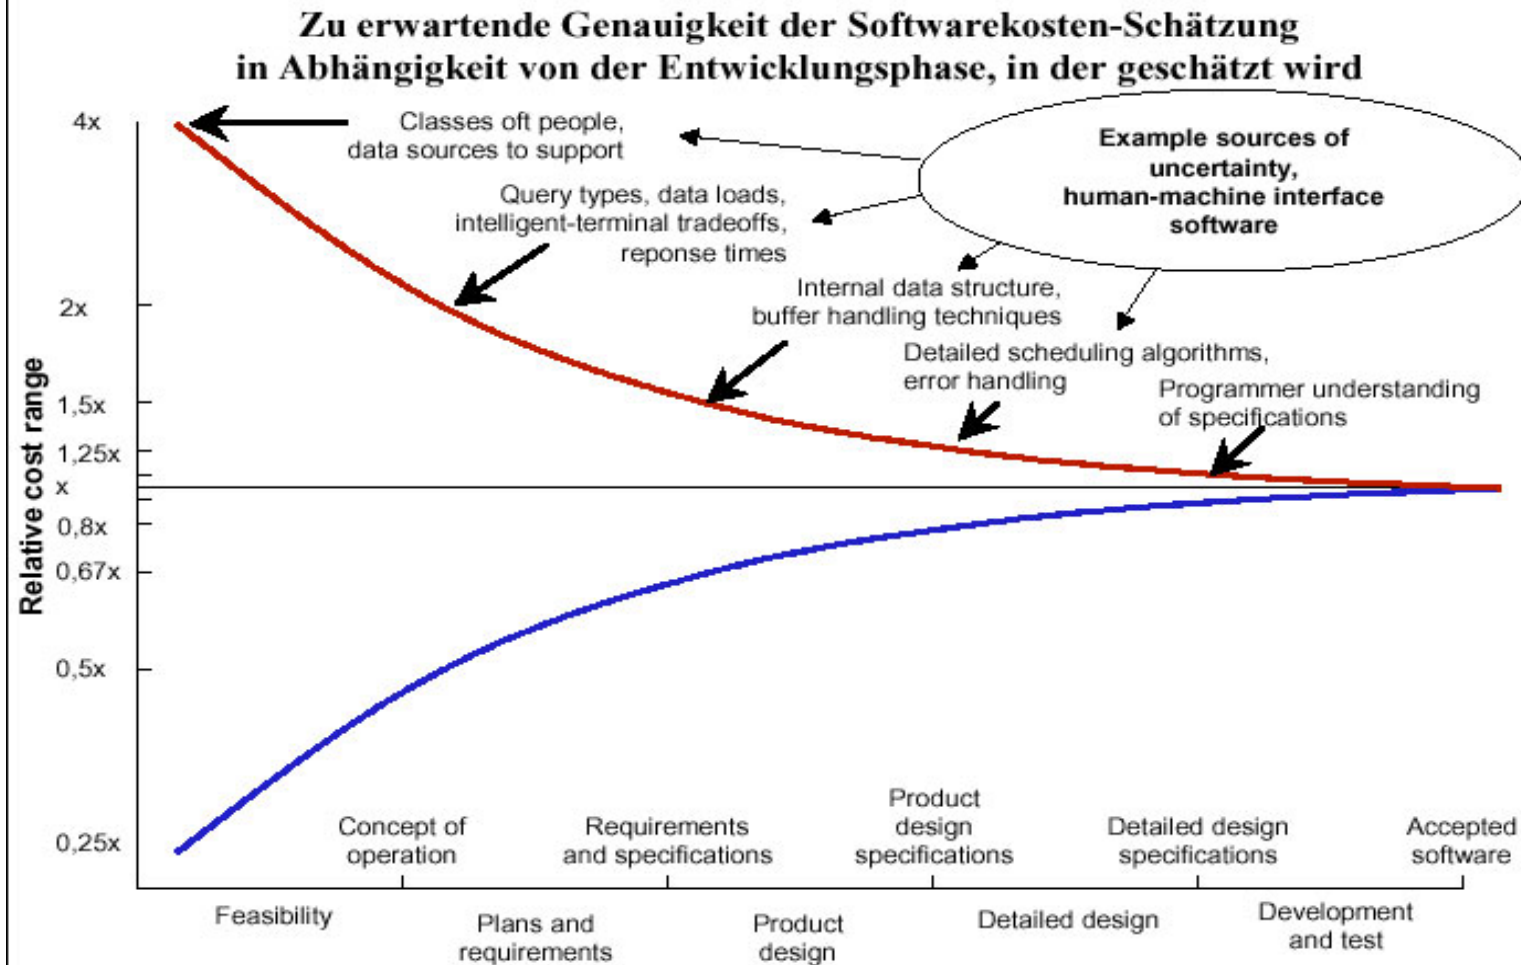 Zu erwartende Genauigkeit der Softwarekosten-Schätzung
in Abhängigkeit von der Entwicklungsphase, in der geschätzt wird
4x
2x
1,5x
1,25x
x
0,8x
0,67x
0,5x
0,25x
Relative cost range
Classes oft people,
data sources to support
Query types, data loads,
intelligent-terminal tradeoffs,
reponse times
Internal data structure,
buffer handling techniques
Detailed scheduling algorithms,
error handling
Programmer understanding
of specifications
Example sources of
uncertainty,
human-machine interface
software
Concept of
operation
Requirements
and specifications
Product
design
specifications
Detailed design
specifications
Accepted
software
Feasibility
Plans and
requirements
Product
design
Detailed design
Development
and test